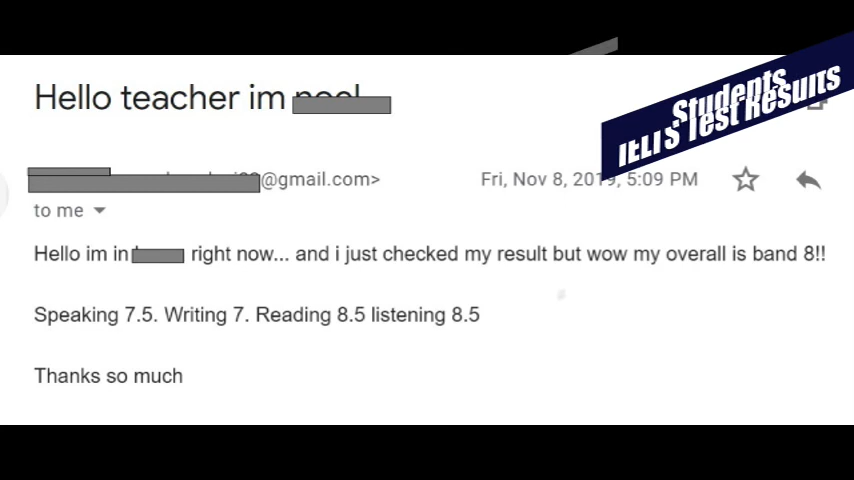 Hello teacher im
Students
IELTS Test Results
@gmail.com>
Fri, Nov 8, 2019, 5:09 PM
to me
Hello im in right now... and i just checked my result but wow my overall is band 8!!
Speaking 7.5. Writing 7. Reading 8.5 listening 8.5
Thanks so much